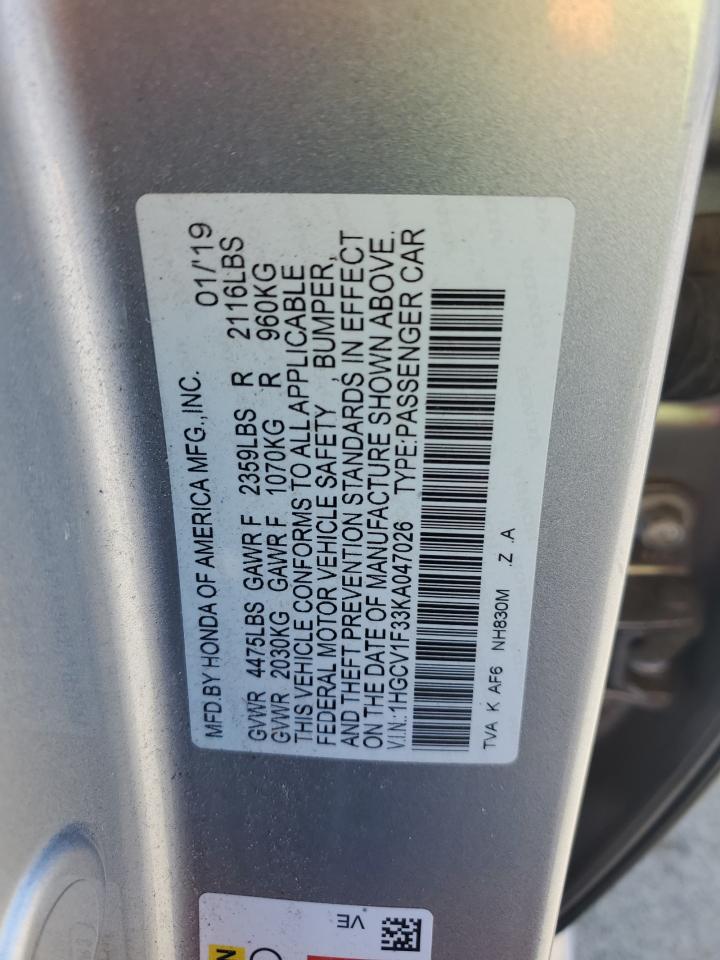 MFD.BY HONDA OF AMERICA MFG.,INC. 01/'19
GVWR 4475LBS GAWR F 2359LBS R 2116LBS
GVWR 2030KG GAWR F 1070KG R 960KG
THIS VEHICLE CONFORMS TO ALL APPLICABLE
FEDERAL MOTOR VEHICLE SAFETY , BUMPER,
AND THEFT PREVENTION STANDARDS IN EFFECT
ON THE DATE OF MANUFACTURE SHOWN ABOVE.
V.I.N.:1HGCV1F33KA047026 TYPE:PASSENGER CAR
TVA K AF6 NH830M .Z .A
VE